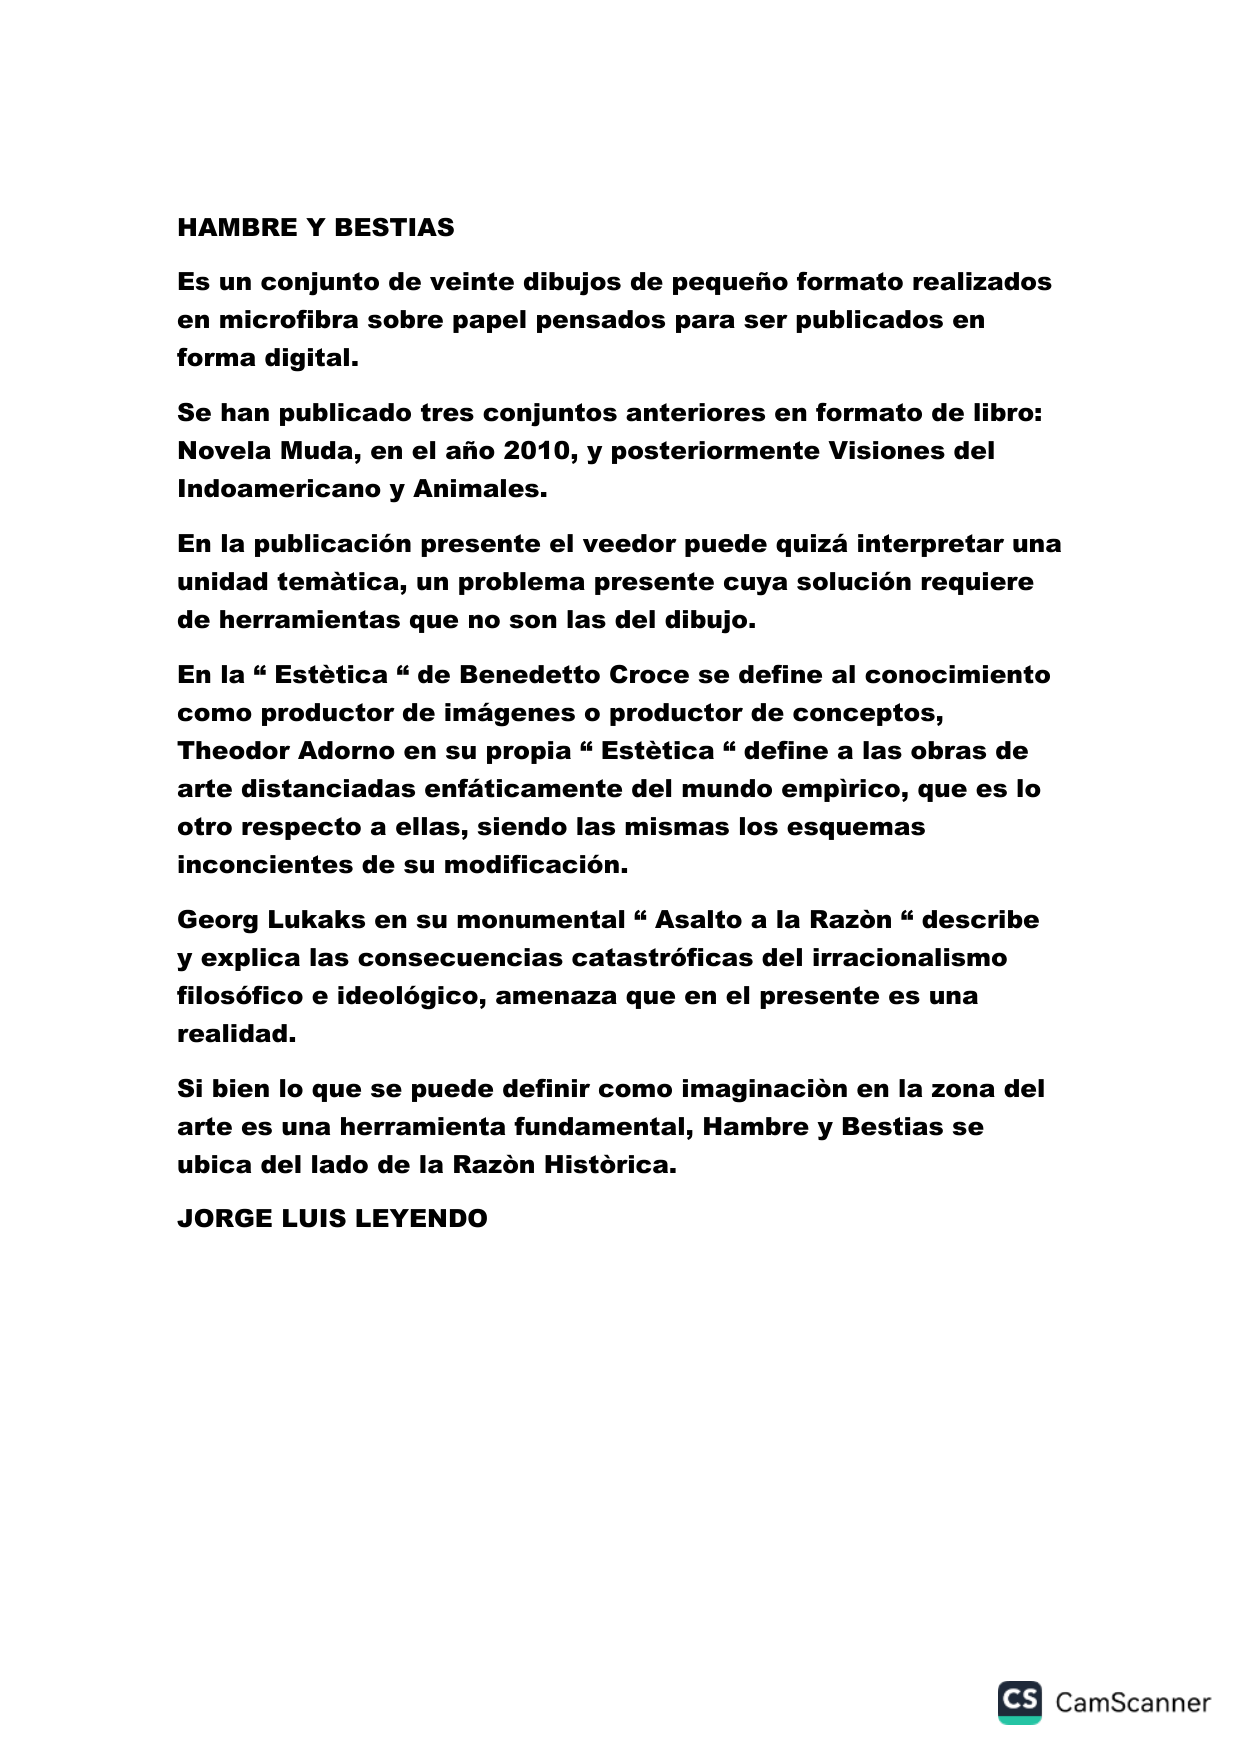 HAMBRE Y BESTIAS
Es un conjunto de veinte dibujos de pequeño formato realizados
en microfibra sobre papel pensados para ser publicados en
forma digital.
Se han publicado tres conjuntos anteriores en formato de libro:
Novela Muda, en el año 2010, y posteriormente Visiones del
Indoamericano y Animales.
En la publicación presente el veedor puede quizá interpretar una
unidad temàtica, un problema presente cuya solución requiere
de herramientas que no son las del dibujo.
En la “ Estètica “ de Benedetto Croce se define al conocimiento
como productor de imágenes o productor de conceptos,
Theodor Adorno en su propia “ Estètica “ define a las obras de
arte distanciadas enfáticamente del mundo empìrico, que es lo
otro respecto a ellas, siendo las mismas los esquemas
inconcientes de su modificación.
Georg Lukaks en su monumental “ Asalto a la Razòn “ describe
y explica las consecuencias catastróficas del irracionalismo
filosófico e ideológico, amenaza que en el presente es una
realidad.
Si bien lo que se puede definir como imaginaciòn en la zona del
arte es una herramienta fundamental, Hambre y Bestias se
ubica del lado de la Razòn Històrica.
JORGE LUIS LEYENDO
CS CamScanner